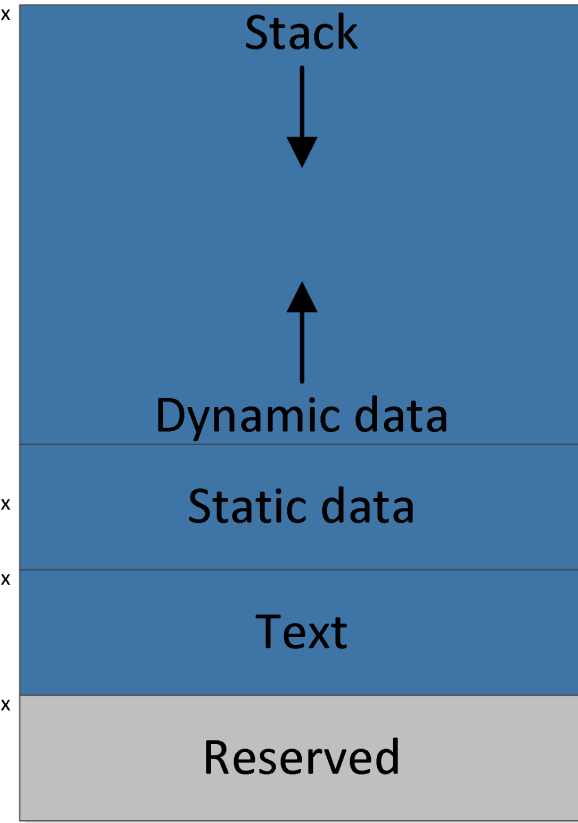 x
Stack
Dynamic data
x
Static data
x
Text
x
Reserved